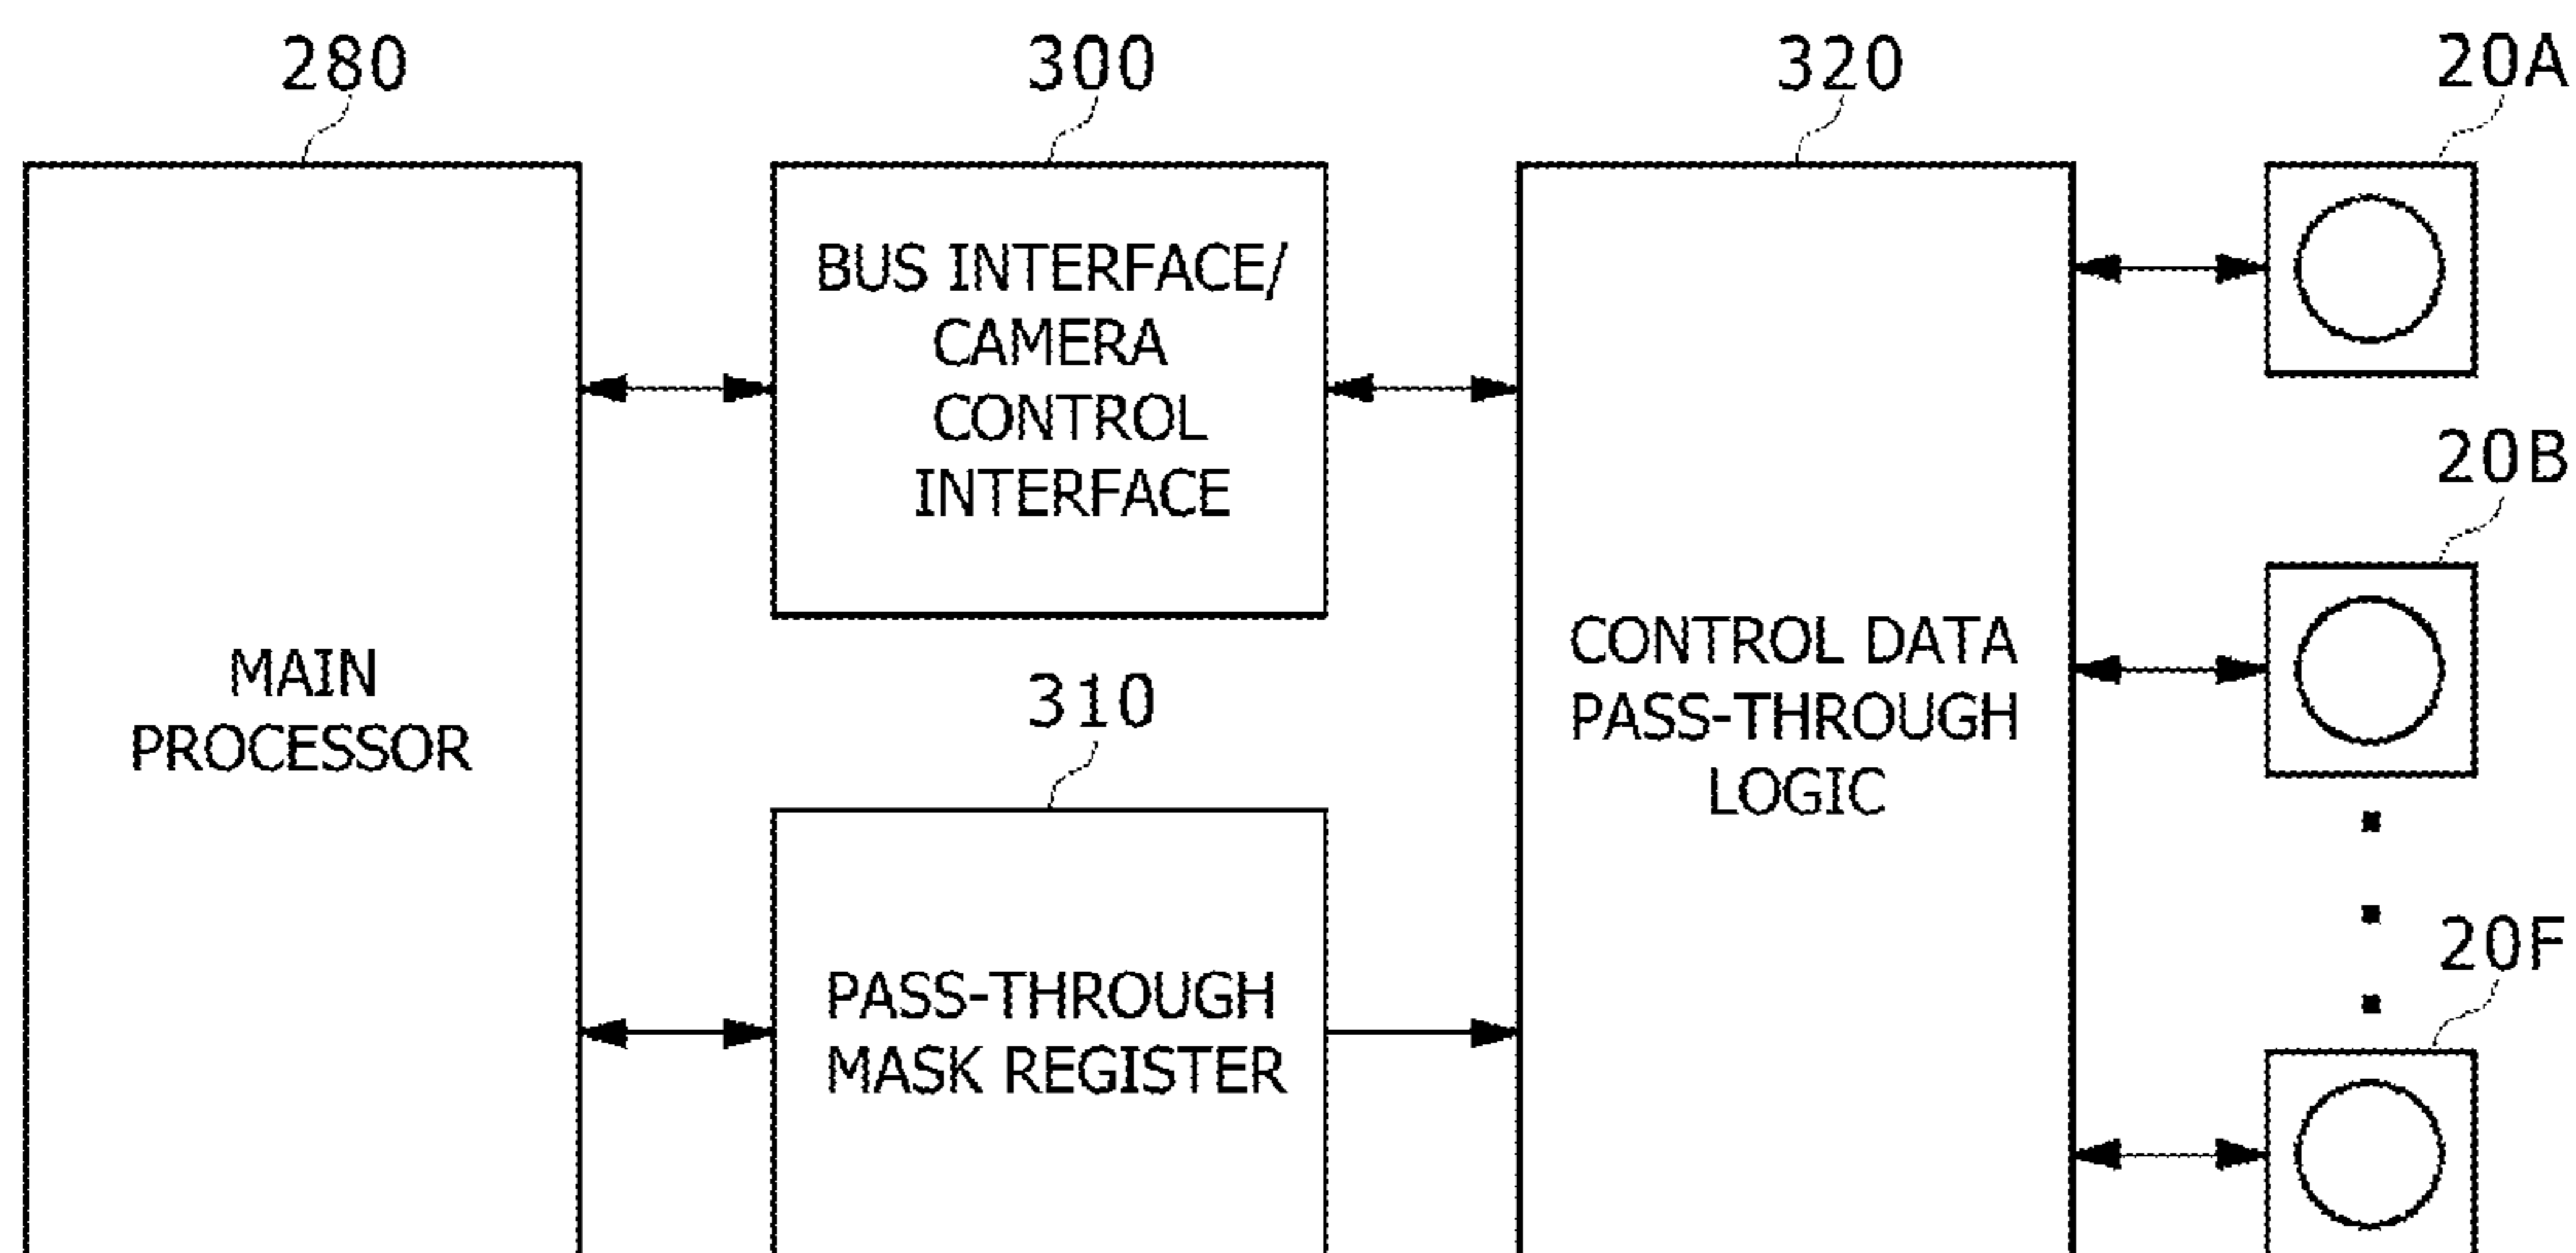 280
300
320
20A
BUS INTERFACE/
CAMERA
CONTROL
INTERFACE
20B
MAIN
PROCESSOR
310
CONTROL DATA
PASS-THROUGH
LOGIC
20F
PASS-THROUGH
MASK REGISTER